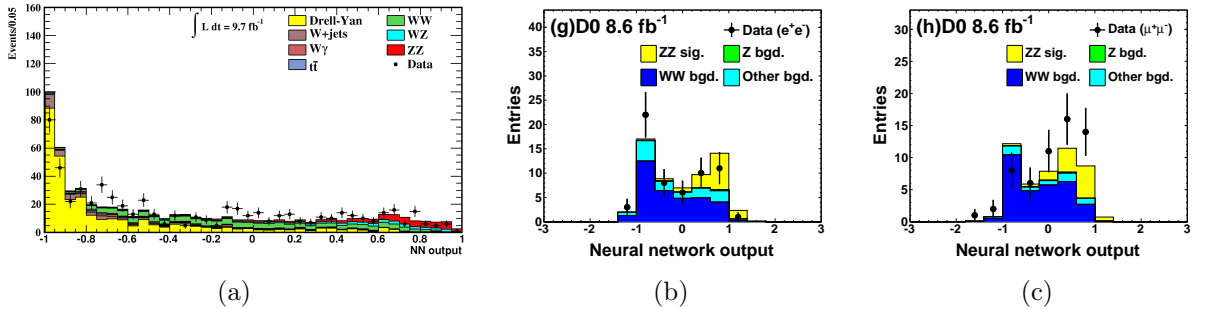 Events/0.05
160
140
120
100
80
60
40
20
0
∫ L dt = 9.7 fb⁻¹
Drell-Yan
W+jets
Wγ
tt̄
WW
WZ
ZZ
Data
-1 -0.8 -0.6 -0.4 -0.2 0 0.2 0.4 0.6 0.8 1
NN output
(a)
(g)D0 8.6 fb⁻¹
Data (e⁺e⁻)
ZZ sig. Z bgd.
WW bgd. Other bgd.
Entries
40
35
30
25
20
15
10
5
0
-3 -2 -1 0 1 2 3
Neural network output
(b)
(h)D0 8.6 fb⁻¹
Data (μ⁺μ⁻)
ZZ sig. Z bgd.
WW bgd. Other bgd.
Entries
30
25
20
15
10
5
0
-3 -2 -1 0 1 2 3
Neural network output
(c)